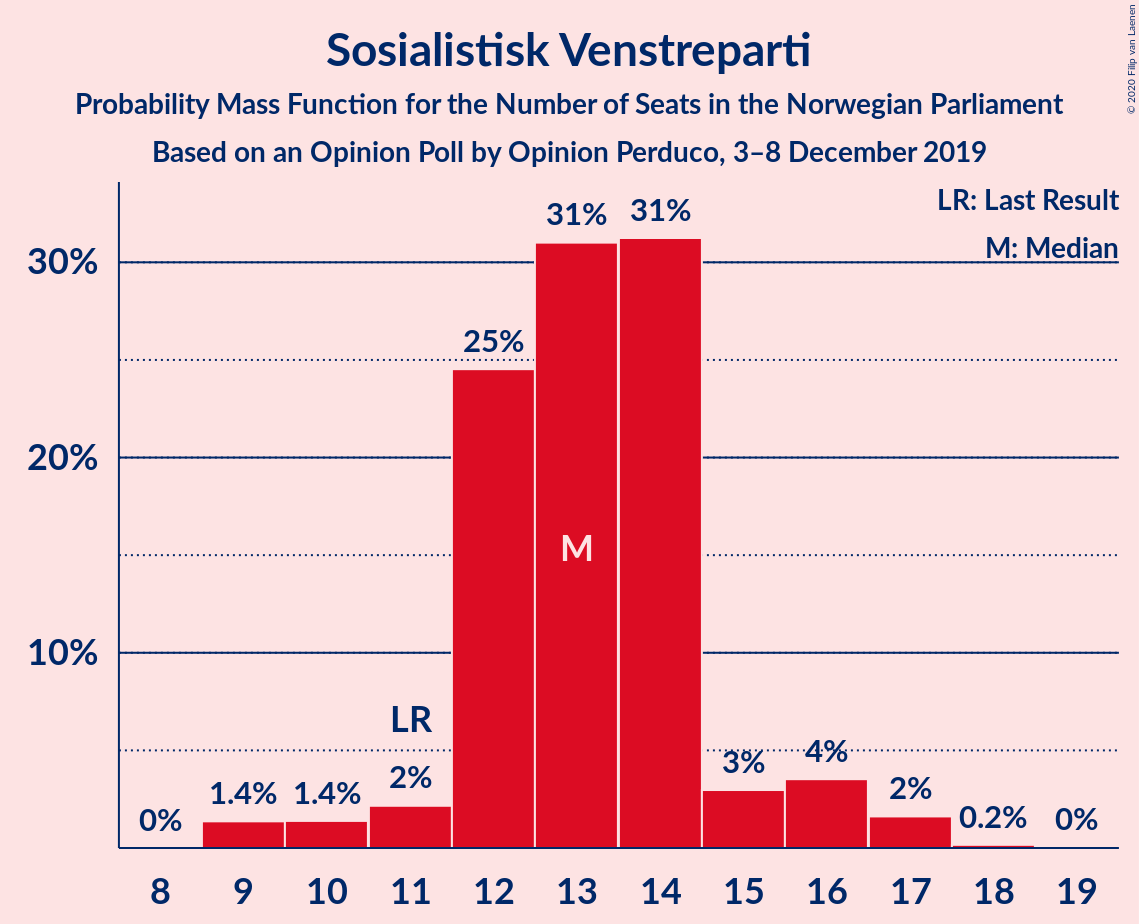 Sosialistisk Venstreparti
Probability Mass Function for the Number of Seats in the Norwegian Parliament
Based on an Opinion Poll by Opinion Perduco, 3–8 December 2019
© 2020 Filip van Laenen
LR: Last Result
M: Median
30%
20%
10%
0%
1.4%
1.4%
LR
2%
25%
31%
M
31%
3%
4%
2%
0.2%
0%
8 9 10 11 12 13 14 15 16 17 18 19